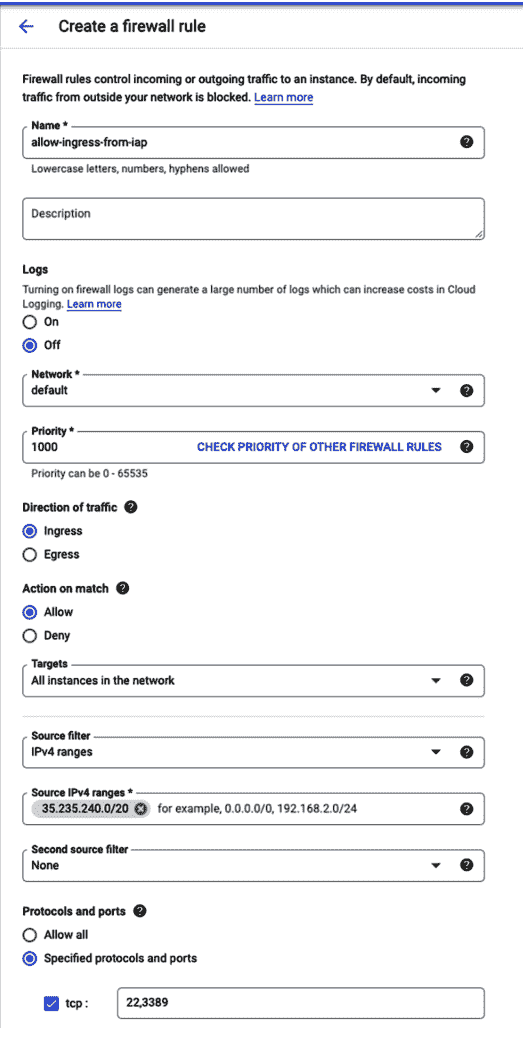 Create a firewall rule
Firewall rules control incoming or outgoing traffic to an instance. By default, incoming
traffic from outside your network is blocked. Learn more
Name *
allow-ingress-from-iap
Lowercase letters, numbers, hyphens allowed
Description
Logs
Turning on firewall logs can generate a large number of logs which can increase costs in Cloud
Logging. Learn more
On
Off
Network *
default
Priority *
1000 CHECK PRIORITY OF OTHER FIREWALL RULES
Priority can be 0 - 65535
Direction of traffic
Ingress
Egress
Action on match
Allow
Deny
Targets
All instances in the network
Source filter
IPv4 ranges
Source IPv4 ranges *
35.235.240.0/20 for example, 0.0.0.0/0, 192.168.2.0/24
Second source filter
None
Protocols and ports
Allow all
Specified protocols and ports
tcp : 22,3389